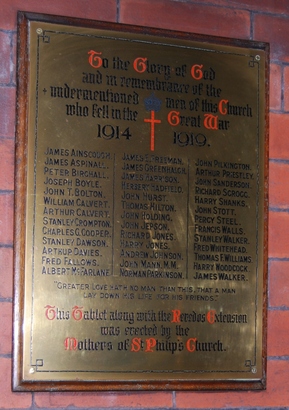 To the Glory of God
and in remembrance of the
undermentioned men of this Church
who fell in the Great War
1914 1919.
JAMES AINSCOUGH.
JAMES ASPINALL.
PETER BIRCHALL.
JOSEPH BOYLE.
JOHN T. BOLTON.
WILLIAM CALVERT.
ARTHUR CALVERT.
STANLEY CROMPTON.
CHARLES G. COOPER.
STANLEY DAWSON.
ARTHUR DAVIES.
FRED FELLOWS.
ALBERT McFARLANE.
JAMES FREEMAN.
JAMES GREENHALGH.
JAMES HARRISON.
HERBERT HADFIELD.
JOHN HURST.
THOMAS HILTON.
JOHN HOLDING.
JOHN JEPSON.
RICHARD JONES.
HARRY JONES.
ANDREW JOHNSON.
JOHN MANN. M.M.
NORMAN PARKINSON.
JOHN PILKINGTON.
ARTHUR PRIESTLEY.
JOHN SANDERSON.
RICHARD SCROGG.
HARRY SHANKS.
JOHN STOTT.
PERCY STEEL.
FRANCIS WALLS.
STANLEY WALKER.
FRED WHITEHEAD.
THOMAS F. WILLIAMS.
HARRY WOODCOCK.
JAMES WALKER.
"GREATER LOVE HATH NO MAN THAN THIS, THAT A MAN
LAY DOWN HIS LIFE FOR HIS FRIENDS."
This Tablet along with the Reredos Extension
was erected by the
Mothers of St Philip's Church.